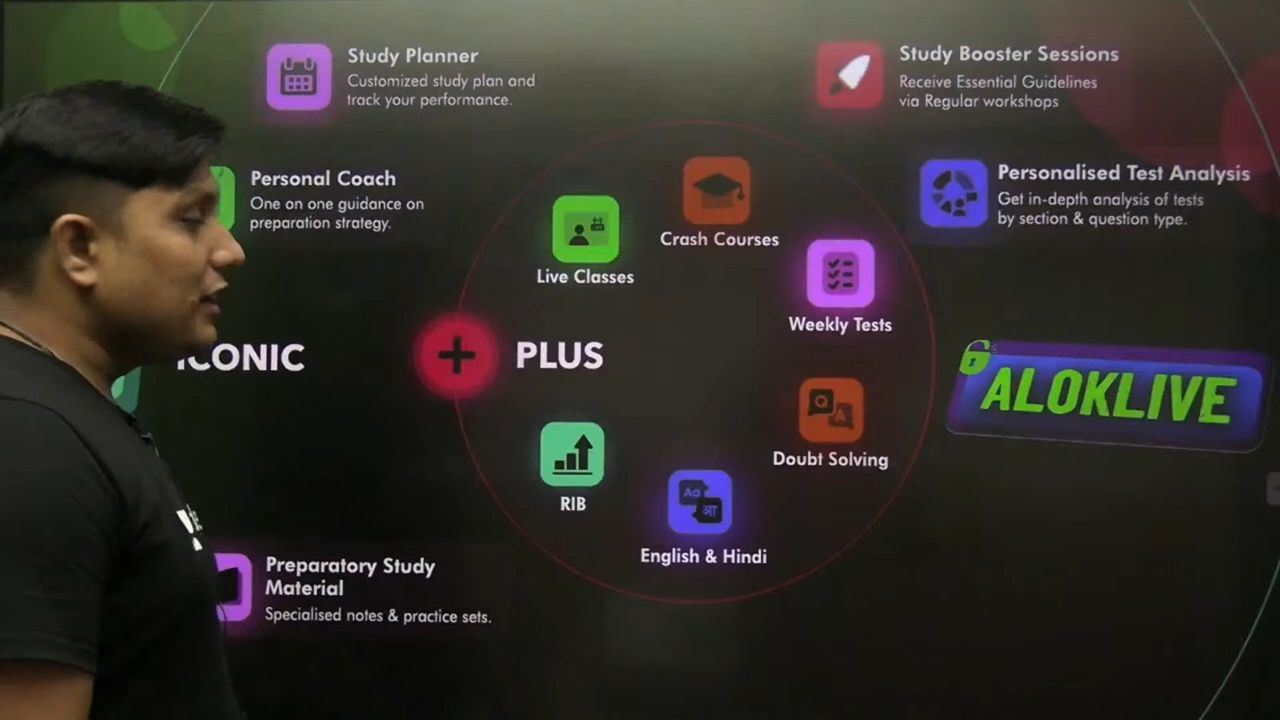 Study Planner
Customized study plan and
track your performance.
Study Booster Sessions
Receive Essential Guidelines
via Regular workshops
Personal Coach
One on one guidance on
preparation strategy.
Personalised Test Analysis
Get in-depth analysis of tests
by section & question type.
Crash Courses
Live Classes
Weekly Tests
ICONIC
+
PLUS
ALOKLIVE
Q
A
Doubt Solving
RIB
Aa
आ
English & Hindi
Preparatory Study
Material
Specialised notes & practice sets.